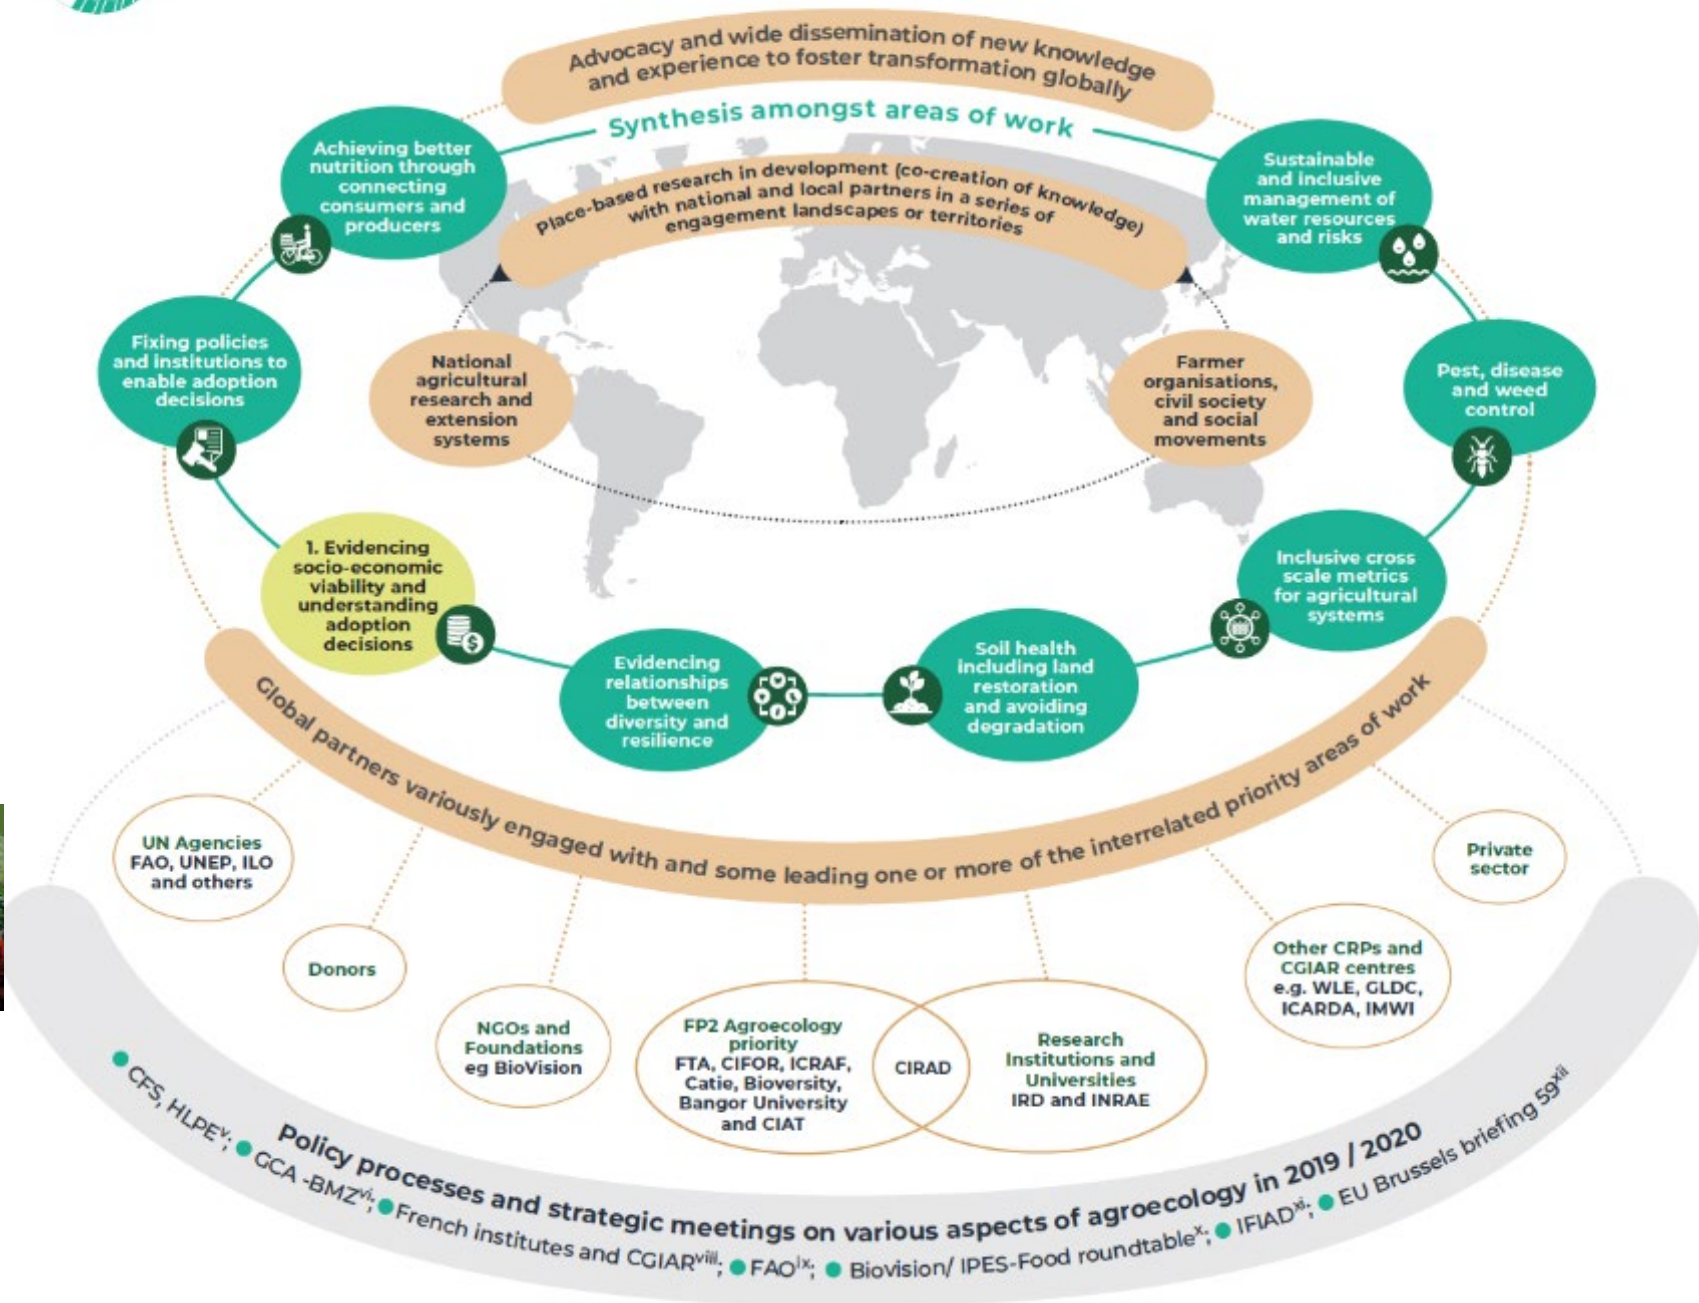 Advocacy and wide dissemination of new knowledge
and experience to foster transformation globally
Synthesis amongst areas of work
Place-based research in development (co-creation of knowledge)
with national and local partners in a series of
engagement landscapes or territories
Achieving better
nutrition through
connecting
consumers and
producers
Sustainable
and inclusive
management of
water resources
and risks
Fixing policies
and institutions to
enable adoption
decisions
National
agricultural
research and
extension
systems
Farmer
organisations,
civil society
and social
movements
Pest, disease
and weed
control
1. Evidencing
socio-economic
viability and
understanding
adoption
decisions
Evidencing
relationships
between
diversity and
resilience
Soil health
including land
restoration
and avoiding
degradation
Inclusive cross
scale metrics
for agricultural
systems
Global partners variously engaged with and some leading one or more of the interrelated priority areas of work
UN Agencies
FAO, UNEP, ILO
and others
Donors
NGOs and
Foundations
eg BioVision
FP2 Agroecology
priority
FTA, CIFOR, ICRAF,
Catie, Bioversity,
Bangor University
and CIAT
CIRAD
Research
Institutions and
Universities
IRD and INRAE
Other CRPs and
CGIAR centres
e.g. WLE, GLDC,
ICARDA, IMWI
Private
sector
Policy processes and strategic meetings on various aspects of agroecology in 2019 / 2020
● CFS, HLPEᵛ; ● GCA -BMZᵛⁱ; ● French institutes and CGIARᵛⁱⁱⁱ; ● FAOⁱˣ; ● Biovision/ IPES-Food roundtableˣ; ● IFIADˣⁱ; ● EU Brussels briefing 59ˣⁱⁱ